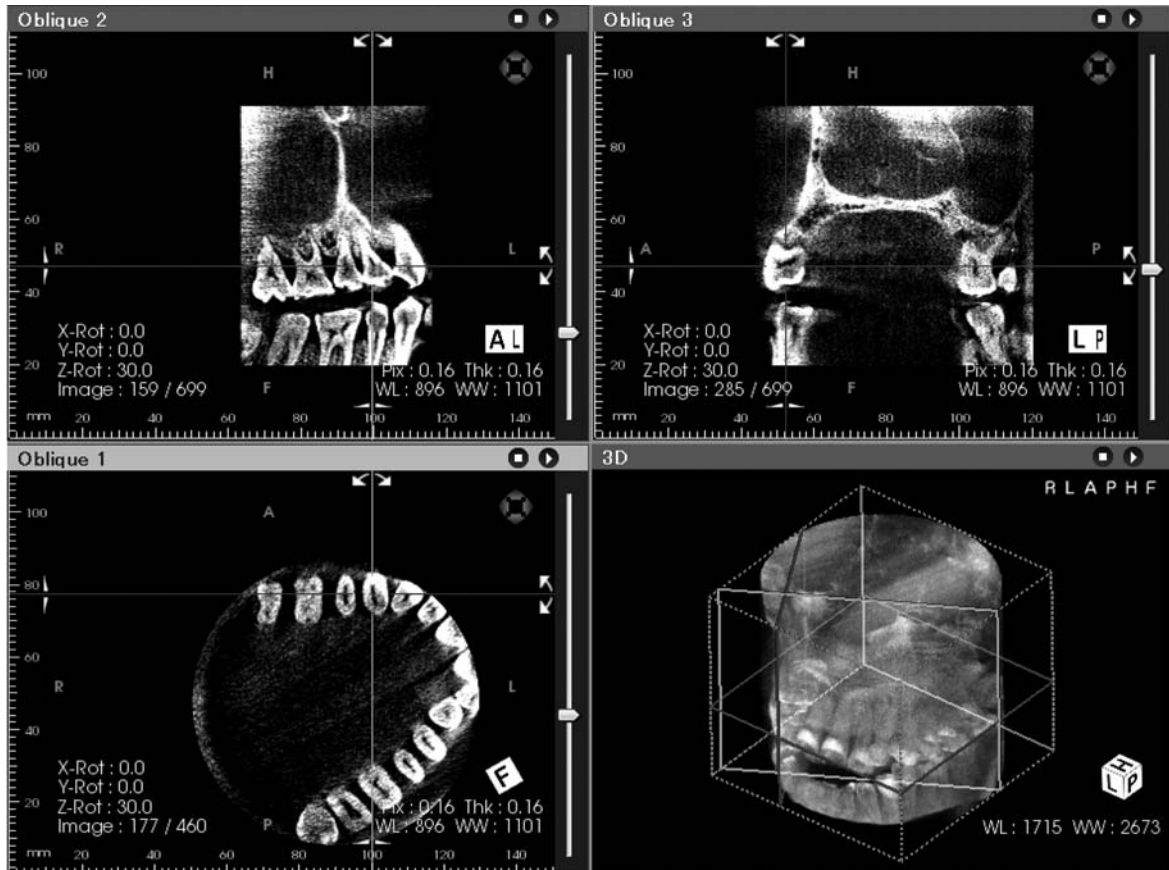 Oblique 2
100
H
80
60
R
L
40
X-Rot : 0.0
Y-Rot : 0.0
Z-Rot : 30.0
Image : 159 / 699
20
F
A L
Pix : 0.16 Thk : 0.16
WL : 896 WW : 1101
mm 20 40 60 80 100 120 140
Oblique 3
100
H
80
60
A
P
40
X-Rot : 0.0
Y-Rot : 0.0
Z-Rot : 30.0
Image : 285 / 699
20
F
L P
Pix : 0.16 Thk : 0.16
WL : 896 WW : 1101
mm 20 40 60 80 100 120 140
Oblique 1
100
A
80
60
R
L
40
X-Rot : 0.0
Y-Rot : 0.0
Z-Rot : 30.0
Image : 177 / 460
20
P
F
Pix : 0.16 Thk : 0.16
WL : 896 WW : 1101
mm 20 40 60 80 100 120 140
3D
R L A P H F
H
L P
WL : 1715 WW : 2673